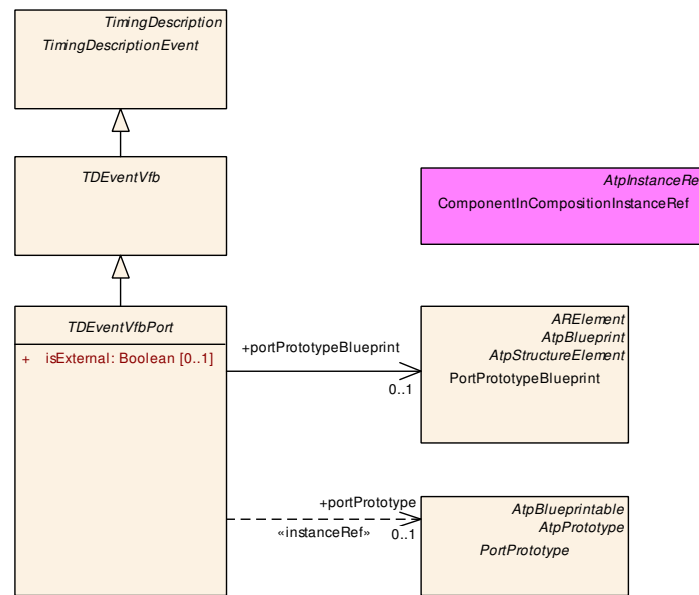 TimingDescription
TimingDescriptionEvent
TDEventVfb
AtpInstanceRe
ComponentInCompositionInstanceRef
TDEventVfbPort
+ isExternal: Boolean [0..1]
+portPrototypeBlueprint
0..1
ARElement
AtpBlueprint
AtpStructureElement
PortPrototypeBlueprint
+portPrototype
«instanceRef»
0..1
AtpBlueprintable
AtpPrototype
PortPrototype